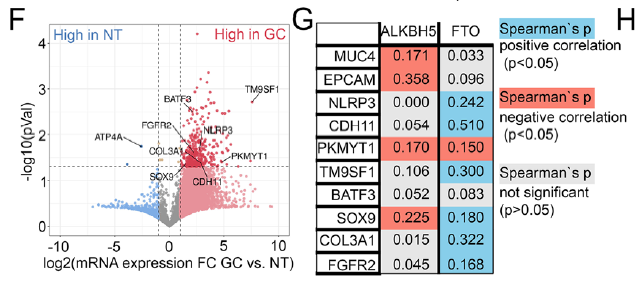 F
High in NT
High in GC
TM9SF1
BATF3
FGFR2
NLRP3
ATP4A
COL3A1
PKMYT1
SOX9
CDH11
-log10(pVal)
4
3
2
1
0
-10 -5 0 5 10
log2(mRNA expression FC GC vs. NT)
G
ALKBH5 FTO
MUC4 0.171 0.033
EPCAM 0.358 0.096
NLRP3 0.000 0.242
CDH11 0.054 0.510
PKMYT1 0.170 0.150
TM9SF1 0.106 0.300
BATF3 0.052 0.083
SOX9 0.225 0.180
COL3A1 0.015 0.322
FGFR2 0.045 0.168
Spearman`s p
positive correlation
(p<0.05)
Spearman`s p
negative correlation
(p<0.05)
Spearman`s p
not significant
(p>0.05)
H